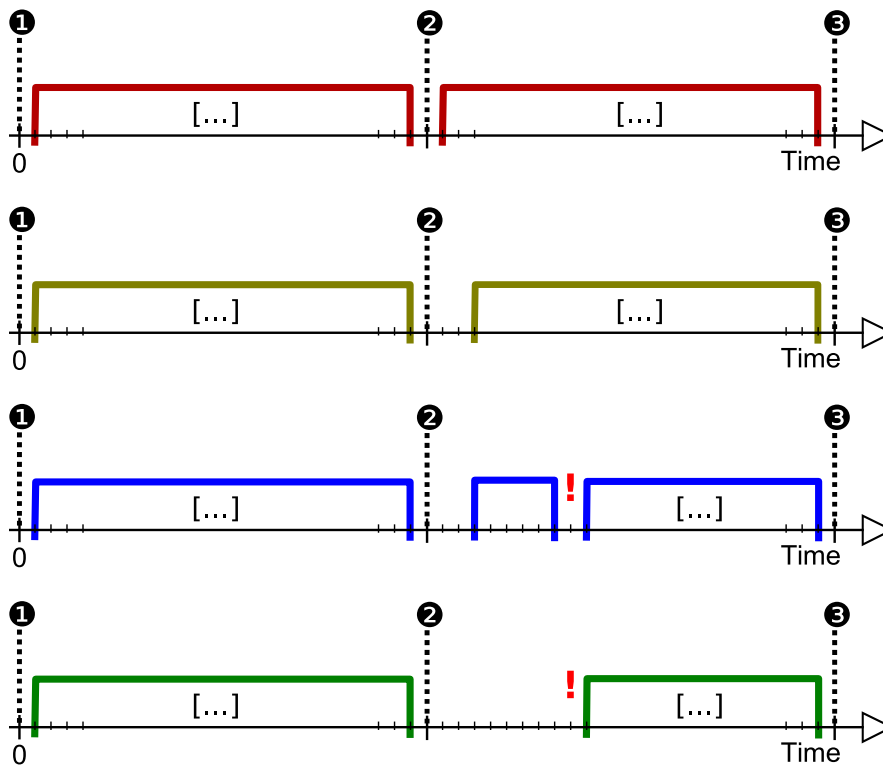 ❶ ❷ ❸
[...] [...]
0 Time
❶ ❷ ❸
[...] [...]
0 Time
❶ ❷ ❸
! 
[...] [...]
0 Time
❶ ❷ ❸
!
[...] [...]
0 Time